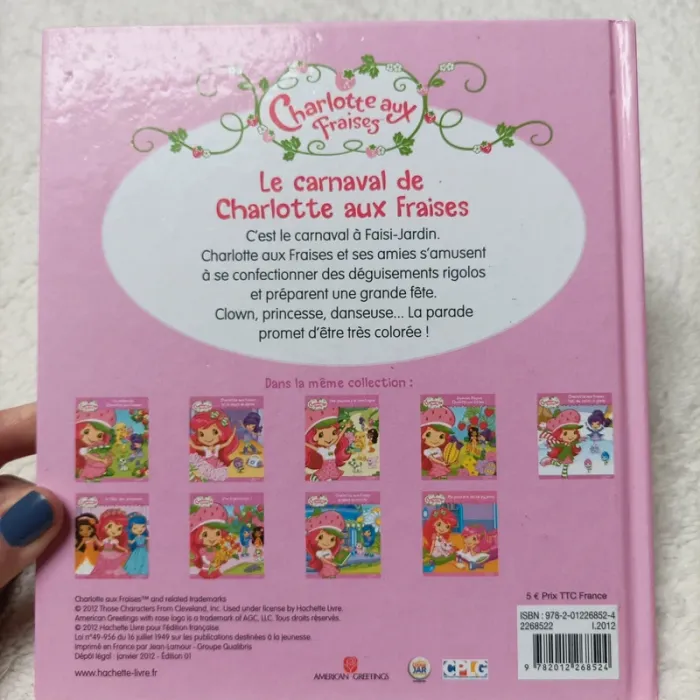 Charlotte aux
Fraises
Le carnaval de
Charlotte aux Fraises
C'est le carnaval à Faisi-Jardin.
Charlotte aux Fraises et ses amies s'amusent
à se confectionner des déguisements rigolos
et préparent une grande fête.
Clown, princesse, danseuse... La parade
promet d'être très colorée !
Dans la même collection :
Charlotte aux Fraises™ and related trademarks
© 2012 Those Characters From Cleveland, Inc. Used under license by Hachette Livre.
American Greetings with rose logo is a trademark of AGC, LLC. Tous droits réservés.
© 2012 Hachette Livre pour l'édition française.
Loi n°49-956 du 16 juillet 1949 sur les publications destinées à la jeunesse.
Imprimé en France par Jean-Lamour - Groupe Qualibris
Dépôt légal : janvier 2012 - Édition 01
www.hachette-livre.fr
AMERICAN GREETINGS
CPLG
5 € Prix TTC France
ISBN : 978-2-01226852-4
2268522 I.2012
9 782012 268524